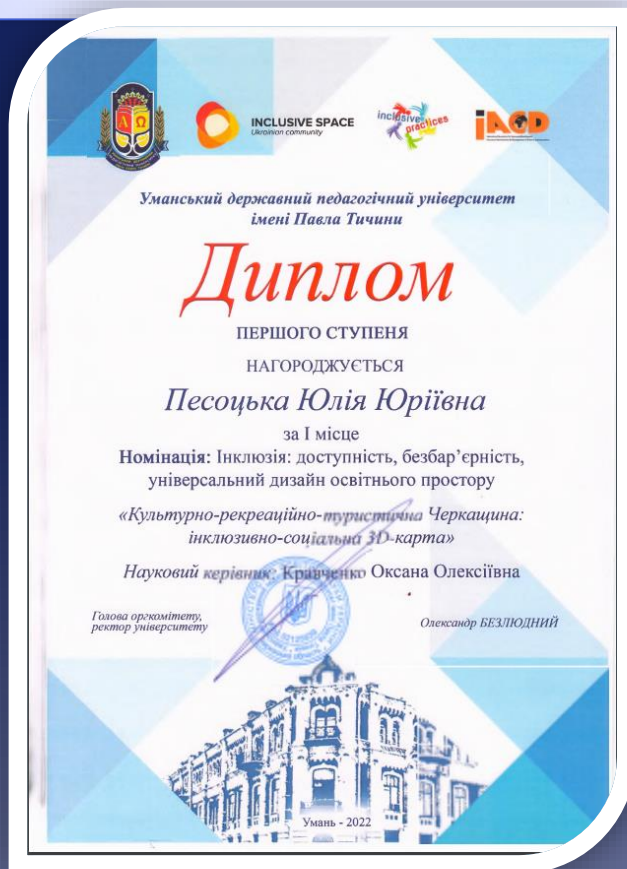 INCLUSIVE SPACE
Ukrainian community
inclusive
practices
iACD
Уманський державний педагогічний університет
імені Павла Тичини
Диплом
ПЕРШОГО СТУПЕНЯ
НАГОРОДЖУЄТЬСЯ
Песоцька Юлія Юріївна
за І місце
Номінація: Інклюзія: доступність, безбар’єрність,
універсальний дизайн освітнього простору
«Культурно-рекреаційно-туристична Черкащина:
інклюзивно-соціальна 3D-карта»
Науковий керівник: Кравченко Оксана Олексіївна
Голова оргкомітету,
ректор університету
Олександр БЕЗЛЮДНИЙ
Умань - 2022